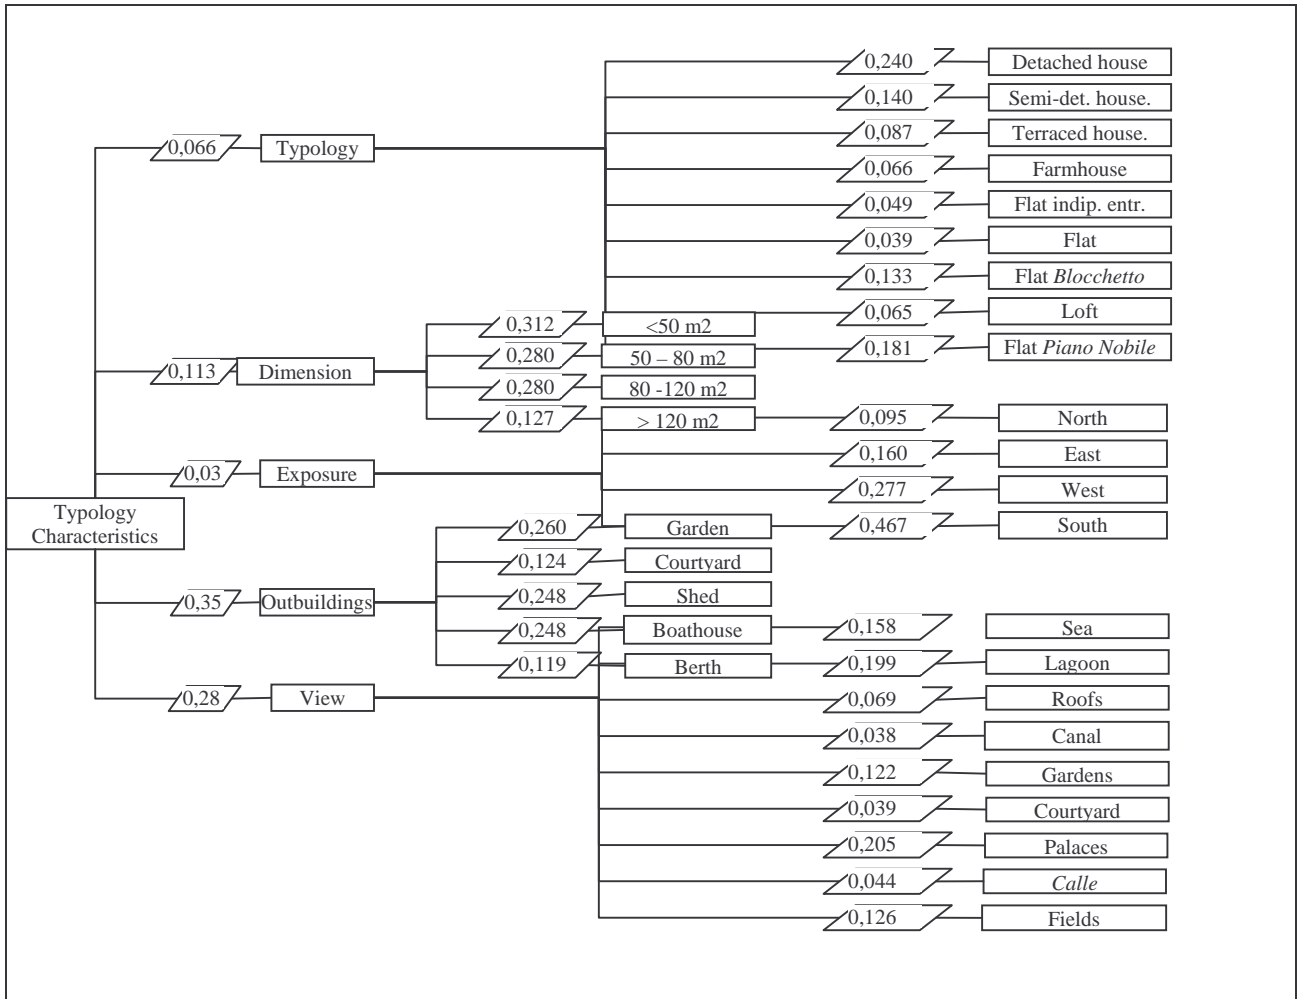 0,240 Detached house
0,140 Semi-det. house.
0,066 Typology 0,087 Terraced house.
0,066 Farmhouse
0,049 Flat indip. entr.
0,039 Flat
0,133 Flat Blocchetto
0,312 <50 m2 0,065 Loft
0,280 50 – 80 m2 0,181 Flat Piano Nobile
0,113 Dimension
0,280 80 -120 m2
0,127 > 120 m2 0,095 North
0,160 East
0,03 Exposure
0,277 West
Typology
Characteristics
0,260 Garden 0,467 South
0,124 Courtyard
0,35 Outbuildings 0,248 Shed
0,248 Boathouse 0,158 Sea
0,119 Berth 0,199 Lagoon
0,28 View 0,069 Roofs
0,038 Canal
0,122 Gardens
0,039 Courtyard
0,205 Palaces
0,044 Calle
0,126 Fields